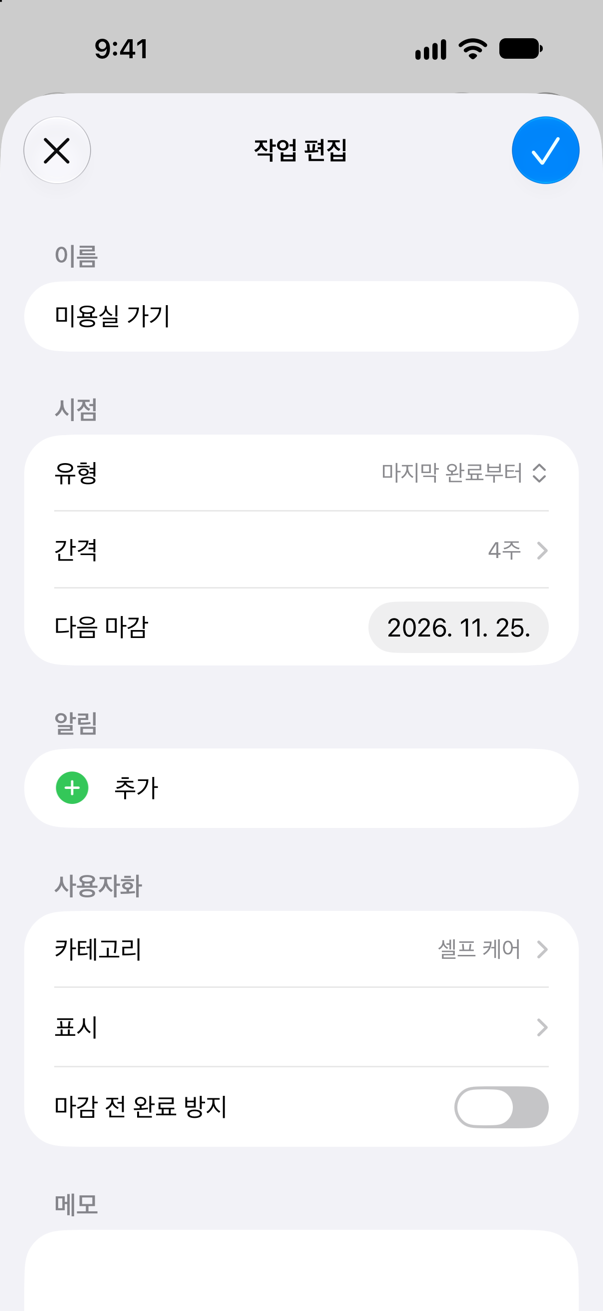 9:41
작업 편집
이름
미용실 가기
시점
유형 마지막 완료부터
간격 4주
다음 마감 2026. 11. 25.
알림
추가
사용자화
카테고리 셀프 케어
표시
마감 전 완료 방지
메모